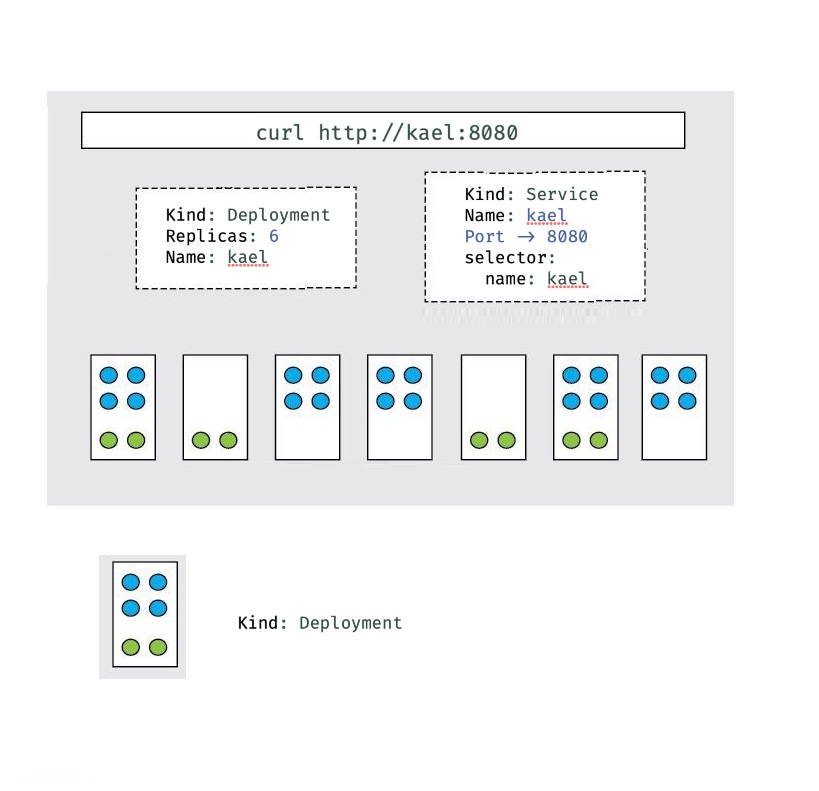 curl http://kael:8080
Kind: Deployment
Replicas: 6
Name: kael
Kind: Service
Name: kael
Port → 8080
selector:
name: kael
Kind: Deployment